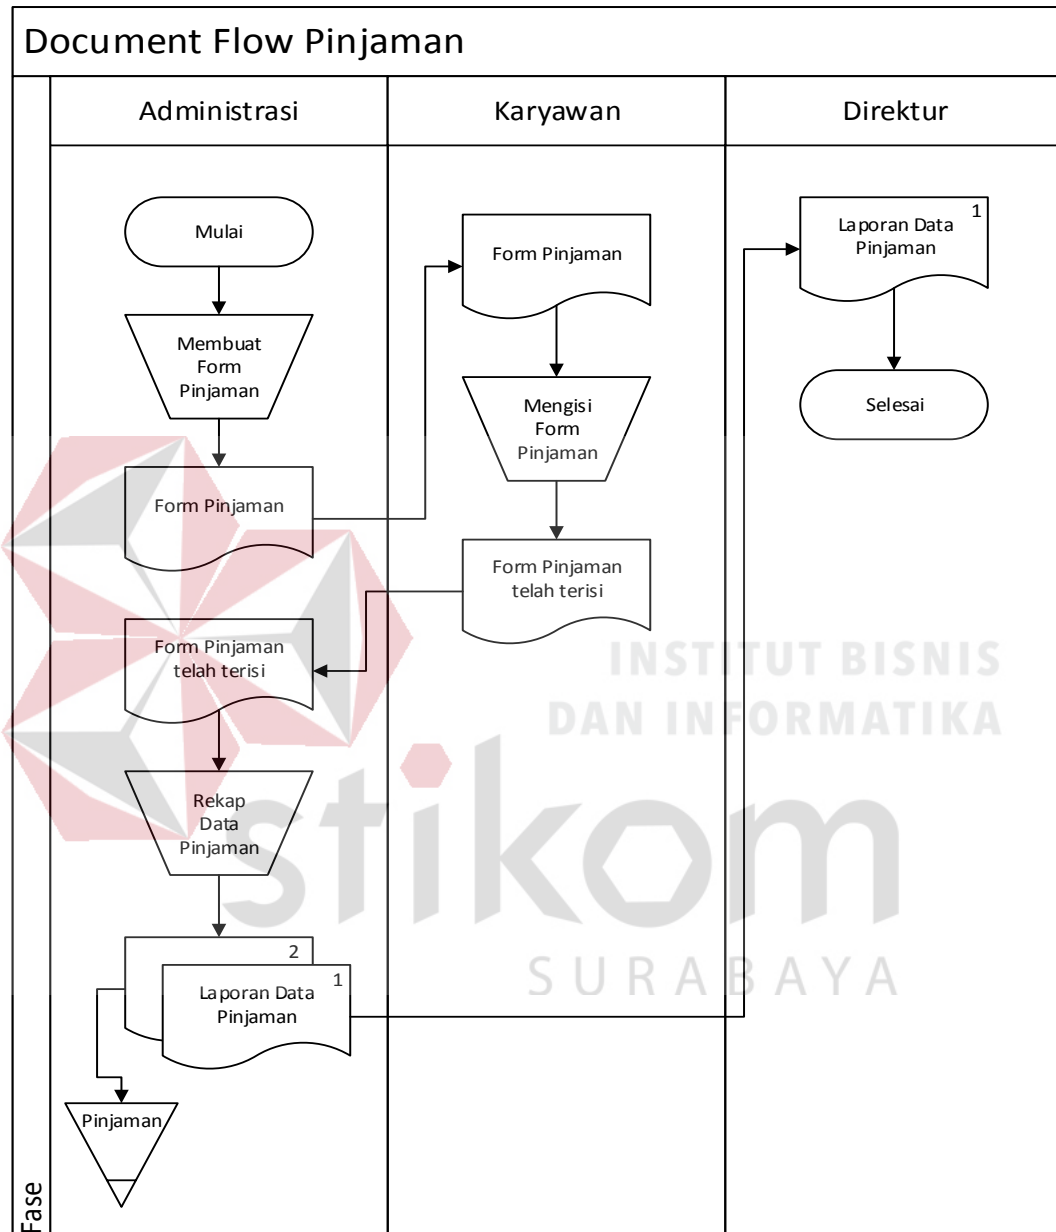 Document Flow Pinjaman
Administrasi
Karyawan
Direktur
Mulai
Membuat
Form
Pinjaman
Form Pinjaman
Form Pinjaman
telah terisi
Rekap
Data
Pinjaman
2
1
Laporan Data
Pinjaman
Pinjaman
Form Pinjaman
Mengisi
Form
Pinjaman
Form Pinjaman
telah terisi
1
Laporan Data
Pinjaman
Selesai
Fase
INSTITUT BISNIS
DAN INFORMATIKA
stikom
SURABAYA